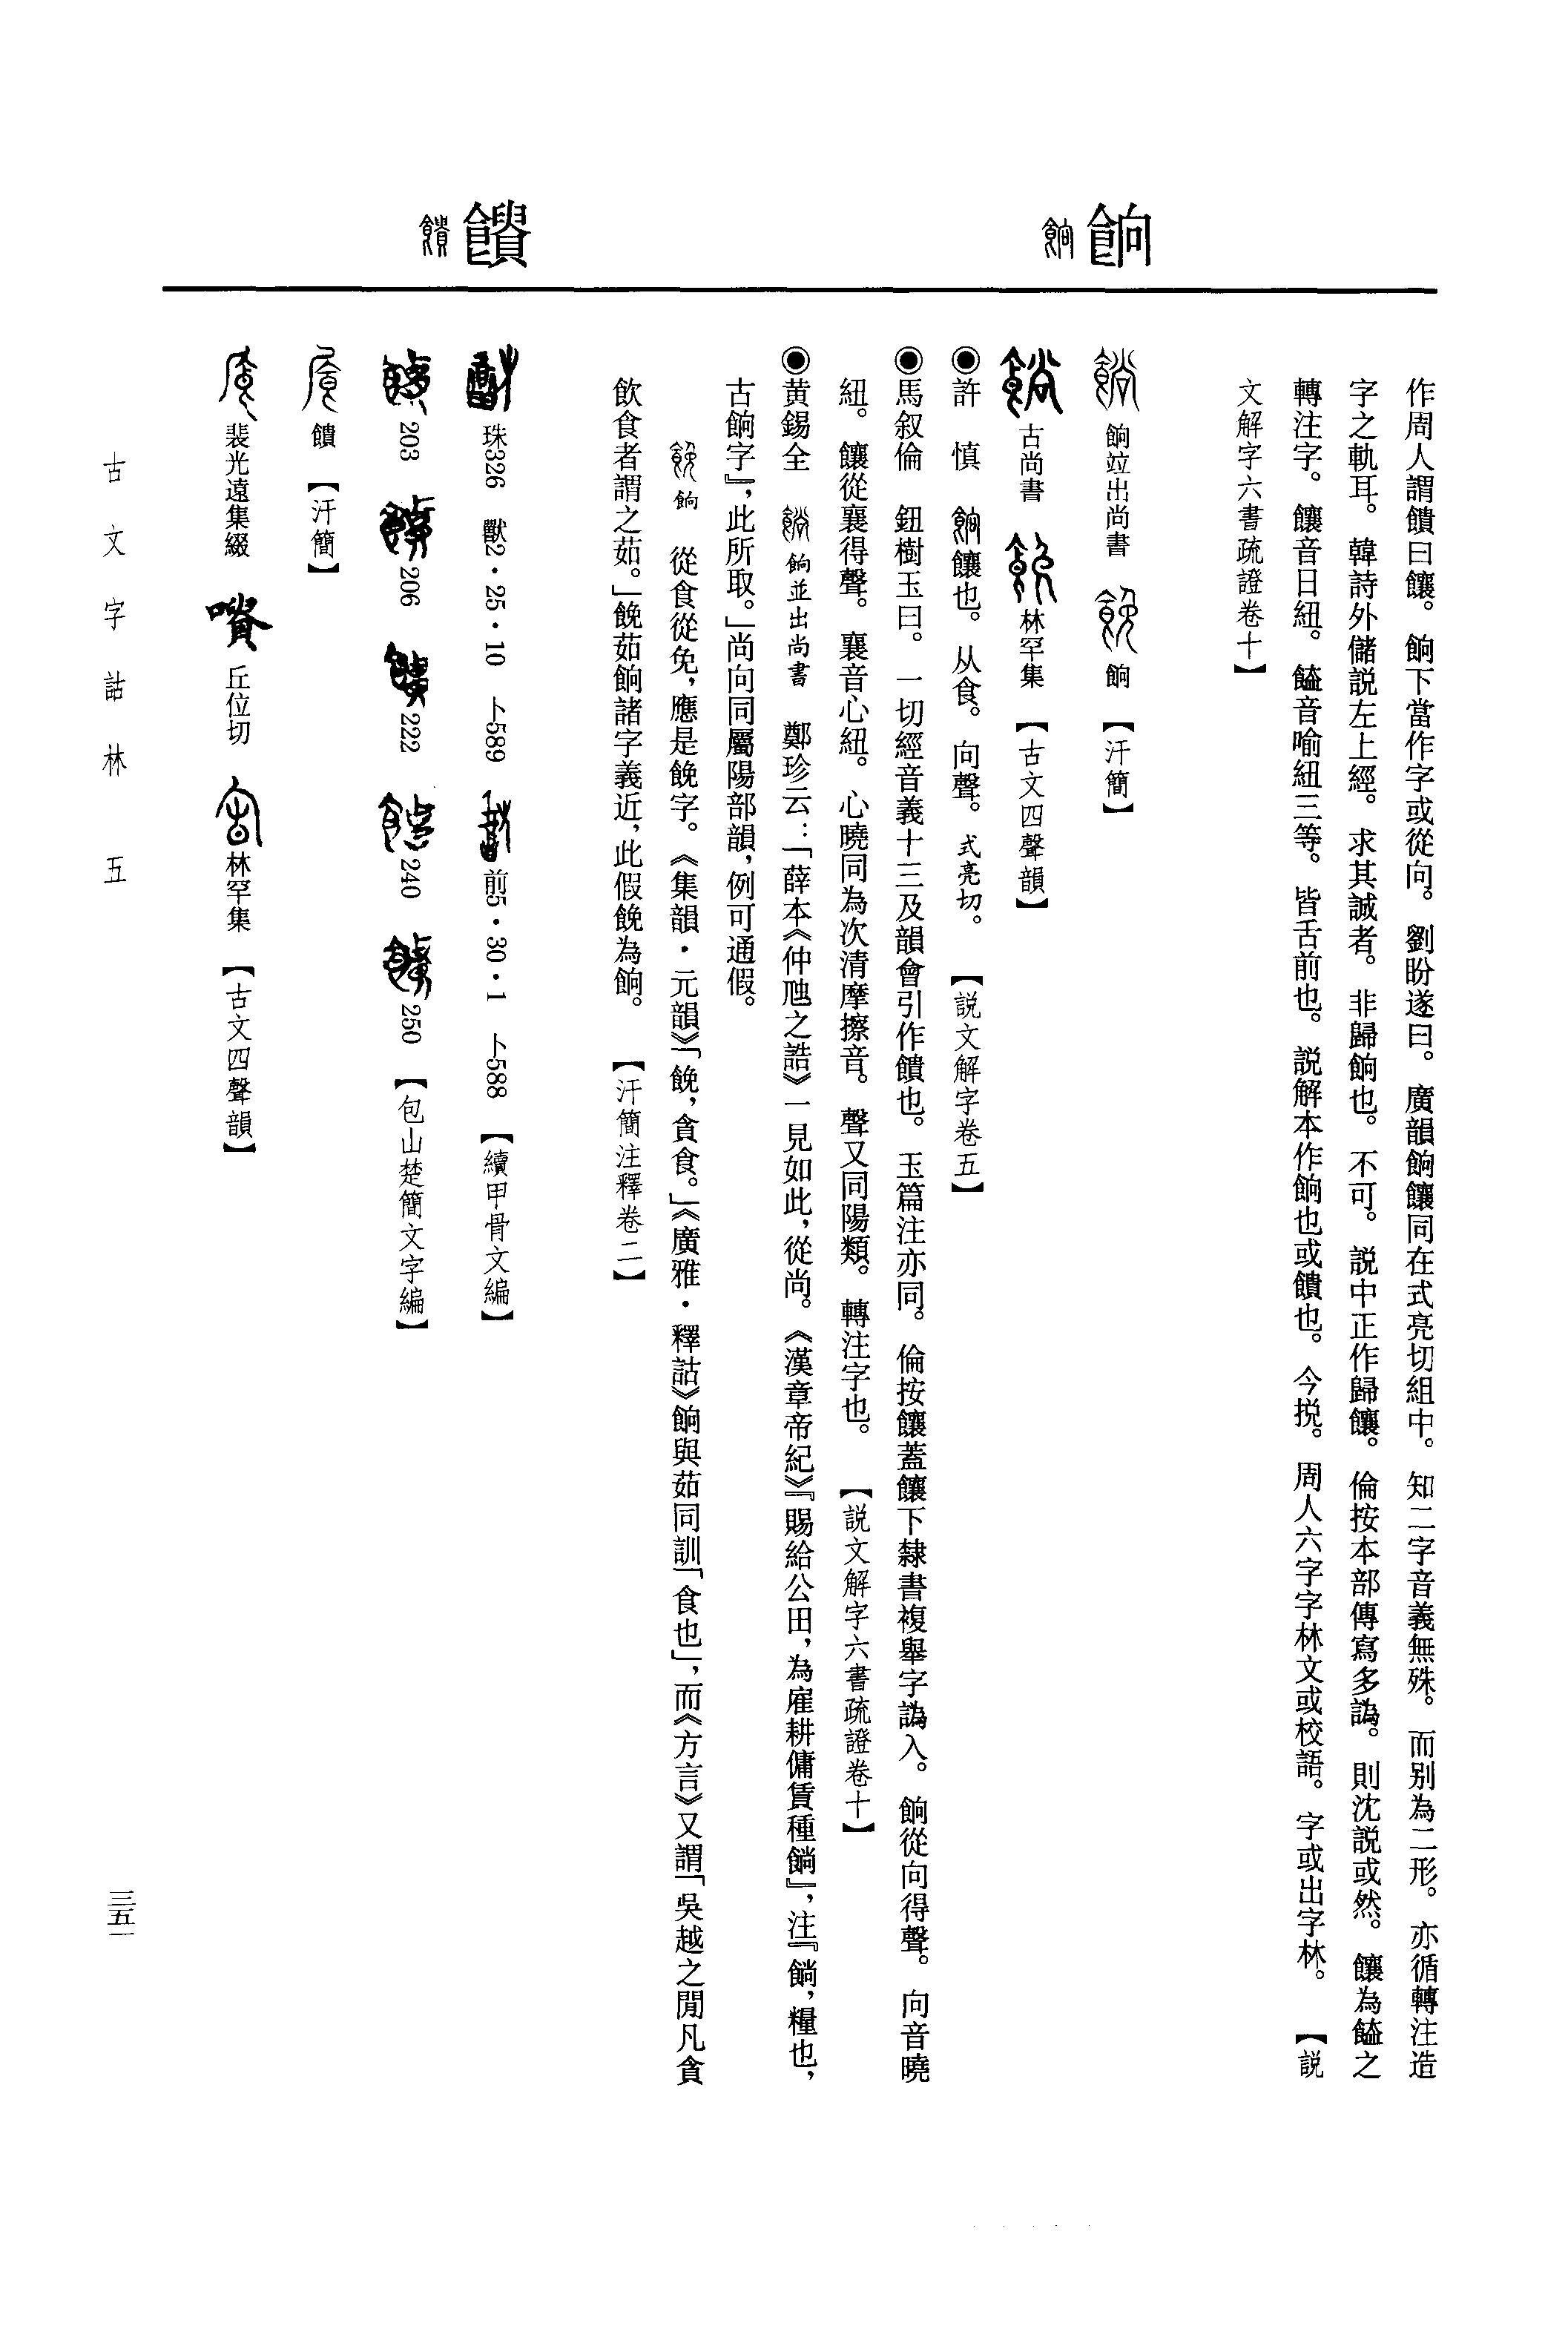 餉
饋
作周人謂饋曰饟。餉下當作字或從向。劉盼遂曰。廣韻餉饟同在式亮切組中。知二字音義無殊。而別為二形。亦循轉注造
字之軌耳。韓詩外儲説左上經。求其誠者。非歸餉也。不可。説中正作歸饟。倫按本部傳寫多譌。則沈説或然。饟為饁之
轉注字。饟音日紐。饁音喻紐三等。皆舌前也。説解本作餉也或饋也。今挩。周人六字字林文或校語。字或出字林。【説
文解字六書疏證卷十】
餉竝出尚書 餉【汗簡】
古尚書 林罕集【古文四聲韻】
◉許 慎 饟也。从食。向聲。式亮切。【説文解字卷五】
◉馬叙倫 鈕樹玉曰。一切經音義十三及韻會引作饋也。玉篇注亦同。倫按饟蓋饟下隸書複舉字譌入。餉從向得聲。向音曉
紐。饟從襄得聲。襄音心紐。心曉同為次清摩擦音。聲又同陽類。轉注字也。【説文解字六書疏證卷十】
◉黄錫全 餉並出尚書 鄭珍云：「薛本《仲虺之誥》一見如此，從尚。《漢章帝紀》『賜給公田，為雇耕傭賃種餉』，注『餉，糧也，
古餉字』，此所取。」尚向同屬陽部韻，例可通假。
餉 從食從免，應是餽字。《集韻・元韻》「餽，貪食。」《廣雅・釋詁》餉與茹同訓「食也」，而《方言》又謂「吳越之閒凡貪
飲食者謂之茹。」餽茹餉諸字義近，此假餽為餉。【汗簡注釋卷二】
珠326 獸2・25・10 卜589 前5・30・1 卜588【續甲骨文編】
203 206 222 240 250【包山楚簡文字編】
饋【汗簡】
裴光遠集綴 丘位切 林罕集【古文四聲韻】
古文字詁林 五
三五一